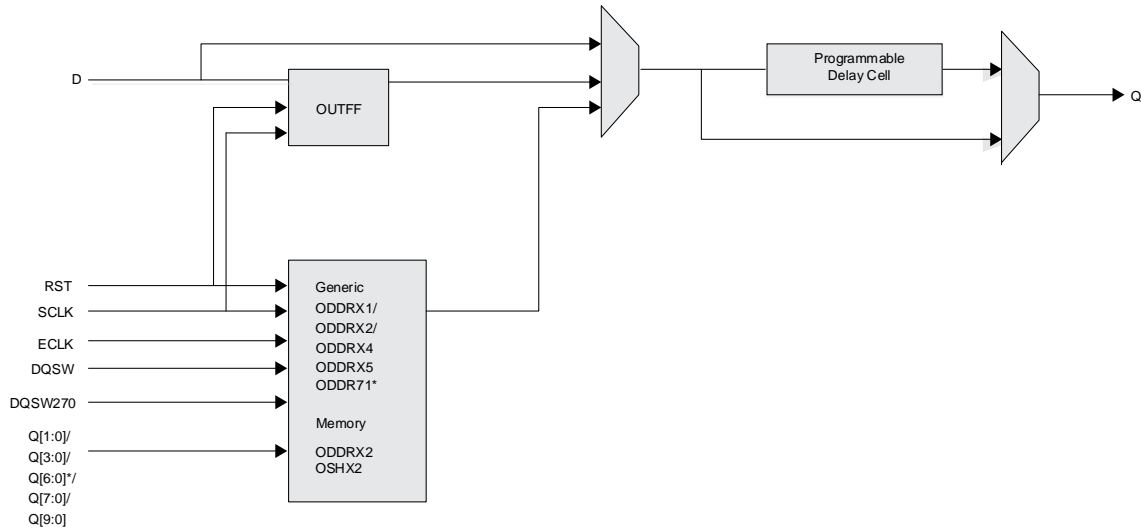 D
OUTFF
Programmable
Delay Cell
Q
RST
SCLK
ECLK
DQSW
DQSW270
Q[1:0]/
Q[3:0]/
Q[6:0]*/
Q[7:0]/
Q[9:0]
Generic
ODDRX1/
ODDRX2/
ODDRX4
ODDRX5
ODDR71*
Memory
ODDRX2
OSHX2